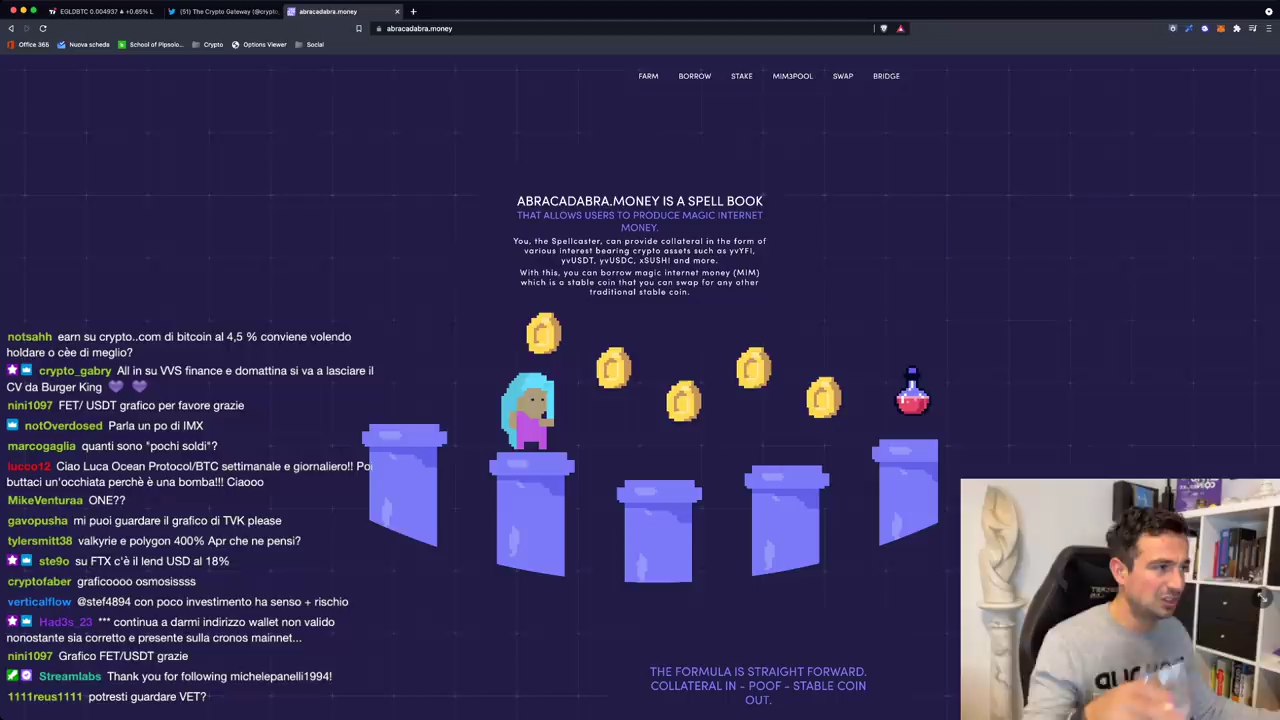 EGLDBTC 0.004937 ▲ +0.65% L
(51) The Crypto Gateway (@crypto_
abracadabra.money
abracadabra.money
Office 365
Nuova scheda
School of Pipsolo...
Crypto
Options Viewer
Social
FARM
BORROW
STAKE
MIM3POOL
SWAP
BRIDGE
ABRACADABRA.MONEY IS A SPELL BOOK
THAT ALLOWS USERS TO PRODUCE MAGIC INTERNET
MONEY.
You, the Spellcaster, can provide collateral in the form of
various interest bearing crypto assets such as yvYFI,
yvUSDT, yvUSDC, xSUSHI and more.
With this, you can borrow magic internet money (MIM)
which is a stable coin that you can swap for any other
traditional stable coin.
notsahh earn su crypto..com di bitcoin al 4,5 % conviene volendo
holdare o cèe di meglio?
crypto_gabry All in su VVS finance e domattina si va a lasciare il
CV da Burger King 💜 💜
nini1097 FET/ USDT grafico per favore grazie
notOverdosed Parla un po di IMX
marcogaglia quanti sono "pochi soldi"?
lucco12 Ciao Luca Ocean Protocol/BTC settimanale e giornaliero!! Poi
buttaci un'occhiata perchè è una bomba!!! Ciaooo
MikeVenturaa ONE??
gavopusha mi puoi guardare il grafico di TVK please
tylersmitt38 valkyrie e polygon 400% Apr che ne pensi?
ste9o su FTX c'è il lend USD al 18%
cryptofaber graficoooo osmosissss
vertica!flow @stef4894 con poco investimento ha senso + rischio
Had3s_23 *** continua a darmi indirizzo wallet non valido
nonostante sia corretto e presente sulla cronos mainnet...
nini1097 Grafico FET/USDT grazie
Streamlabs Thank you for following michelepanelli1994!
1111reus1111 potresti guardare VET?
THE FORMULA IS STRAIGHT FORWARD.
COLLATERAL IN - POOF - STABLE COIN
OUT.